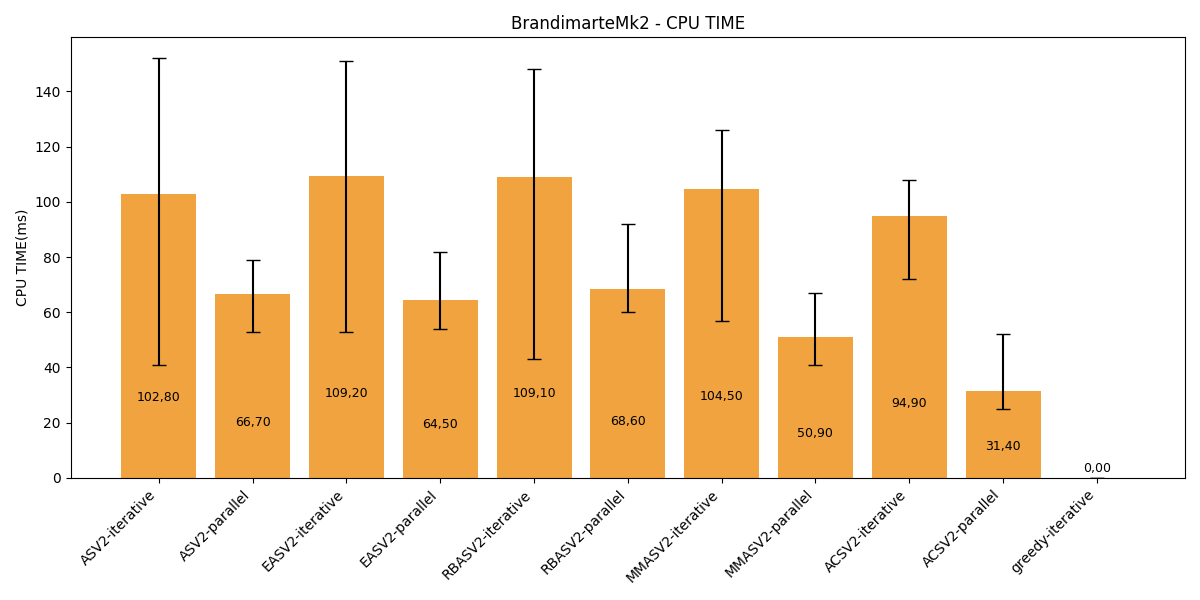 BrandimarteMk2 - CPU TIME
CPU TIME(ms)
140
120
100
80
60
40
20
0
102,80
66,70
109,20
64,50
109,10
68,60
104,50
50,90
94,90
31,40
0,00
ASV2-iterative
ASV2-parallel
EASV2-iterative
EASV2-parallel
RBASV2-iterative
RBASV2-parallel
MMASV2-iterative
MMASV2-parallel
ACSV2-iterative
ACSV2-parallel
greedy-iterative